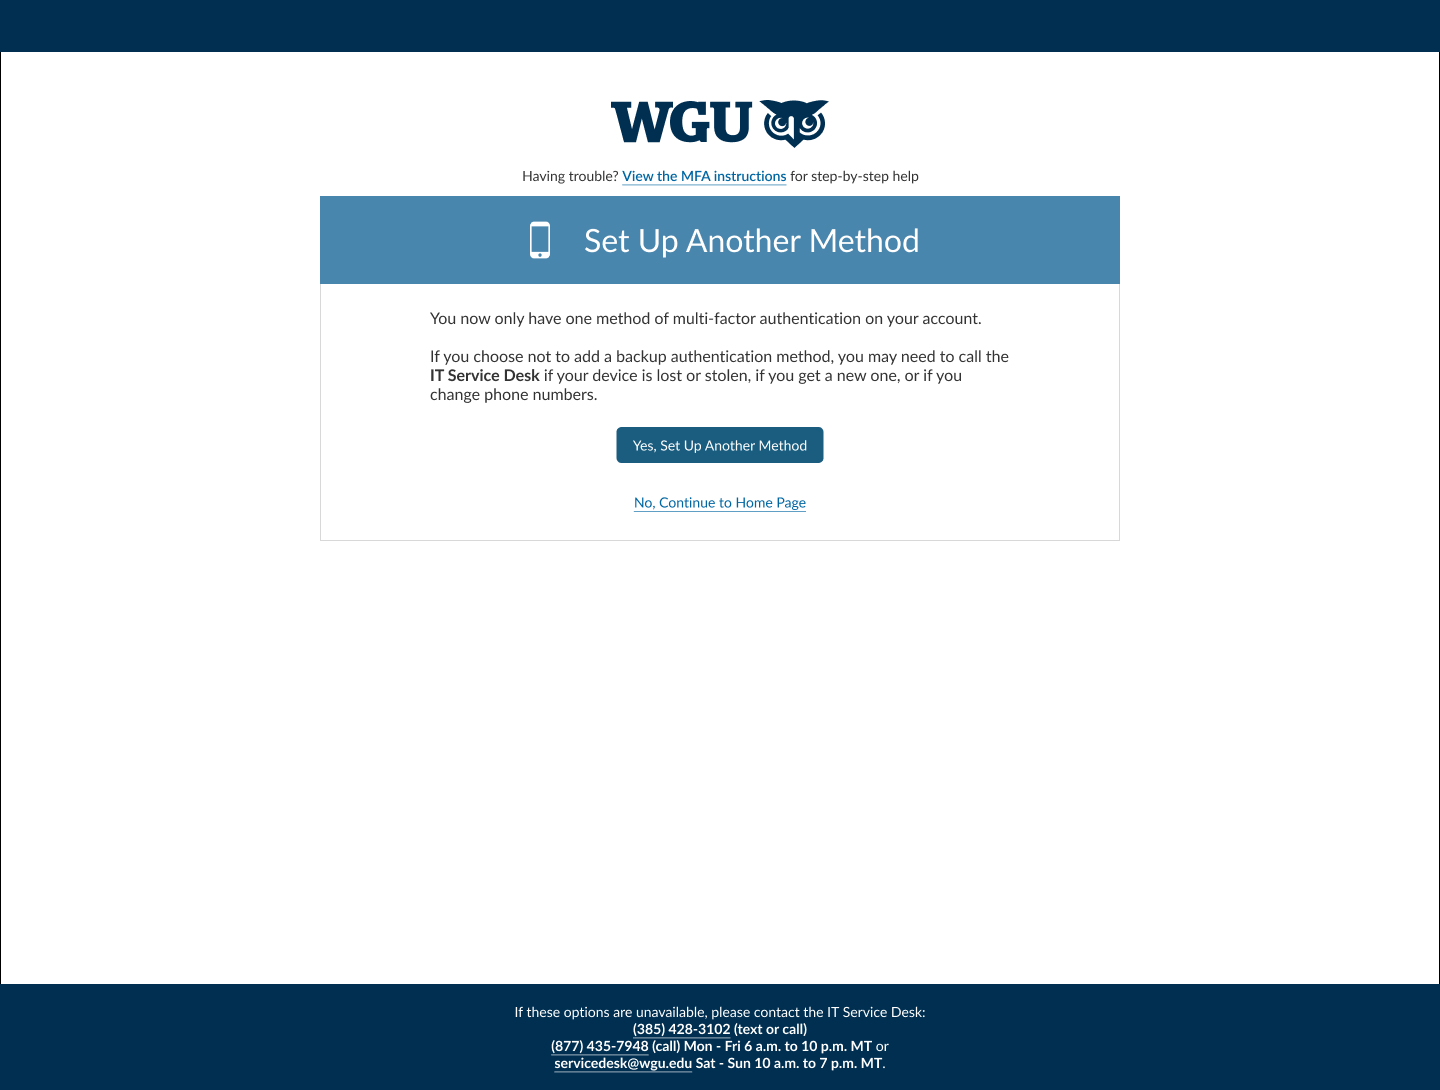 WGU
Having trouble? View the MFA instructions for step-by-step help
Set Up Another Method
You now only have one method of multi-factor authentication on your account.
If you choose not to add a backup authentication method, you may need to call the
IT Service Desk if your device is lost or stolen, if you get a new one, or if you
change phone numbers.
Yes, Set Up Another Method
No, Continue to Home Page
If these options are unavailable, please contact the IT Service Desk:
(385) 428-3102 (text or call)
(877) 435-7948 (call) Mon - Fri 6 a.m. to 10 p.m. MT or
servicedesk@wgu.edu Sat - Sun 10 a.m. to 7 p.m. MT.